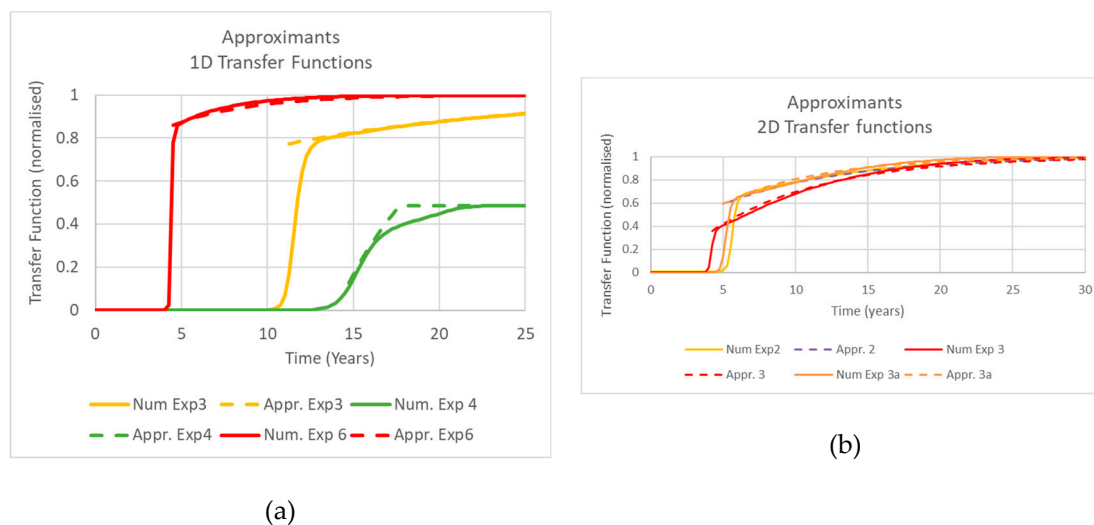 Approximants
1D Transfer Functions
Transfer Function (normalised)
1
0.8
0.6
0.4
0.2
0
0 5 10 15 20 25
Time (Years)
Num Exp3 Appr. Exp3 Num. Exp 4
Appr. Exp4 Num. Exp 6 Appr. Exp6
(a)
Approximants
2D Transfer functions
Transfer Function (normalised)
1
0.8
0.6
0.4
0.2
0
0 5 10 15 20 25 30
Time (years)
Num Exp2 Appr. 2 Num Exp 3
Appr. 3 Num Exp 3a Appr. 3a
(b)